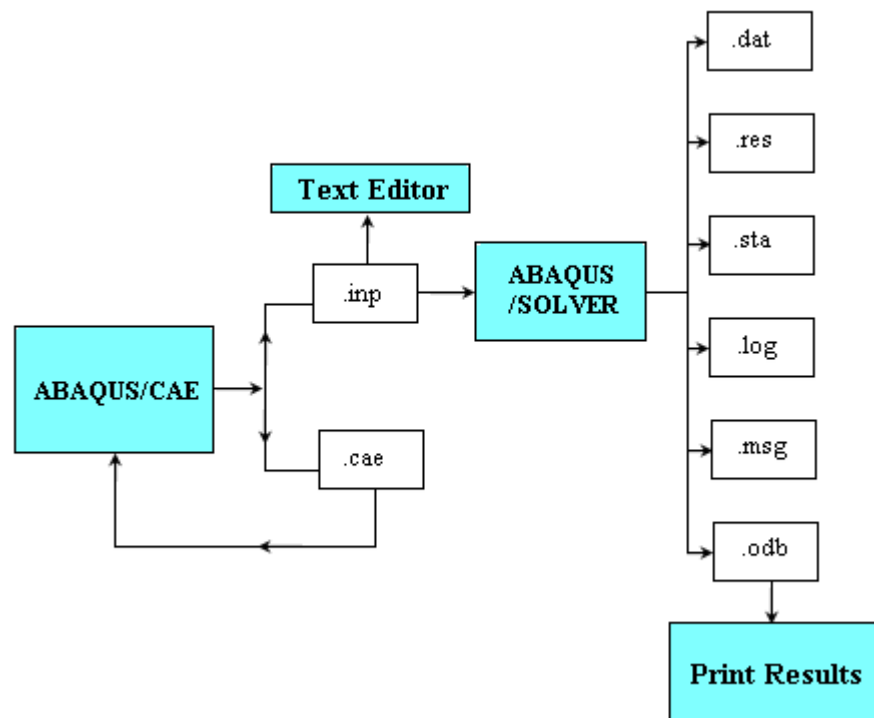 .dat
.res
Text Editor
.sta
ABAQUS
/SOLVER
.inp
.log
ABAQUS/CAE
.cae
.msg
.odb
Print Results